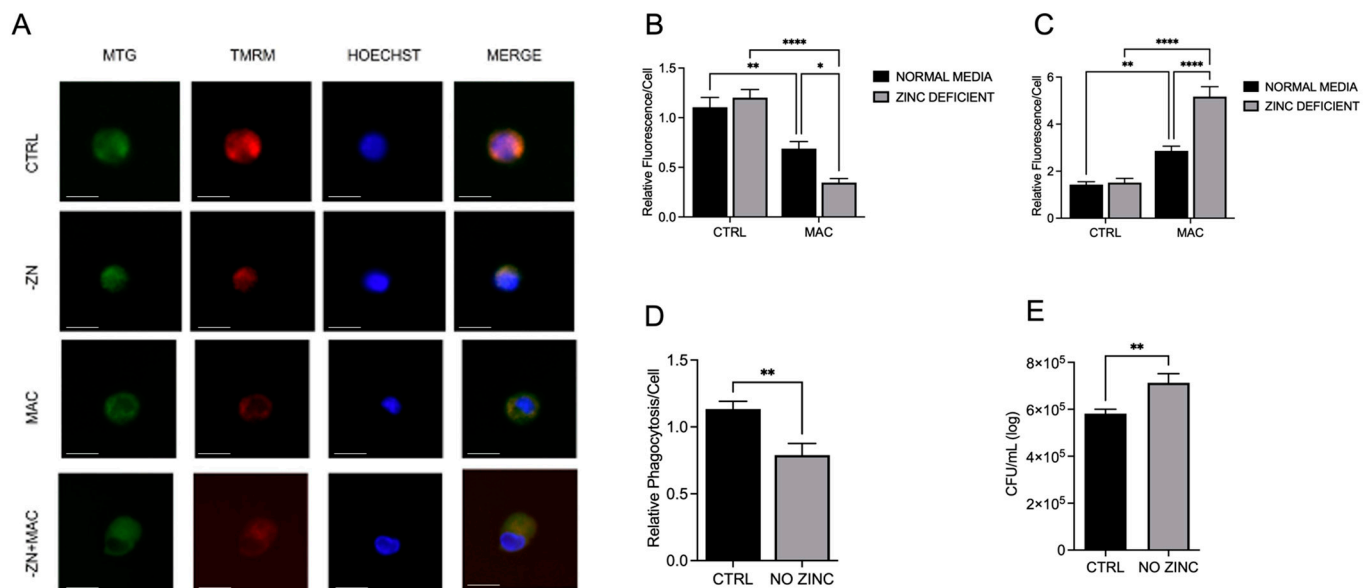 A
MTG TMRM HOECHST MERGE
CTRL
-ZN
MAC
-ZN+MAC
B
Relative Fluorescence/Cell
1.5
1.0
0.5
0.0
****
** *
CTRL MAC
NORMAL MEDIA
ZINC DEFICIENT
C
Relative Fluorescence/Cell
6
4
2
0
****
** ****
CTRL MAC
NORMAL MEDIA
ZINC DEFICIENT
D
Relative Phagocytosis/Cell
1.5
1.0
0.5
0.0
**
CTRL NO ZINC
E
CFU/mL (log)
8×10⁵
6×10⁵
4×10⁵
2×10⁵
0
**
CTRL NO ZINC